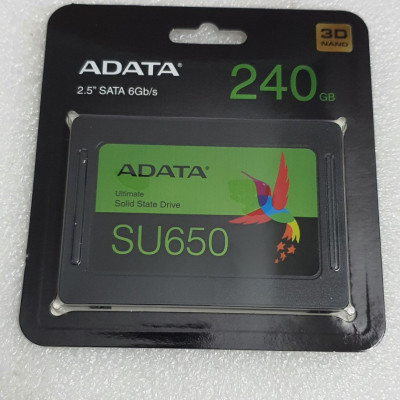 3D
NAND
ADATA
240 GB
2.5" SATA 6Gb/s
ADATA
Ultimate
Solid State Drive
SU650